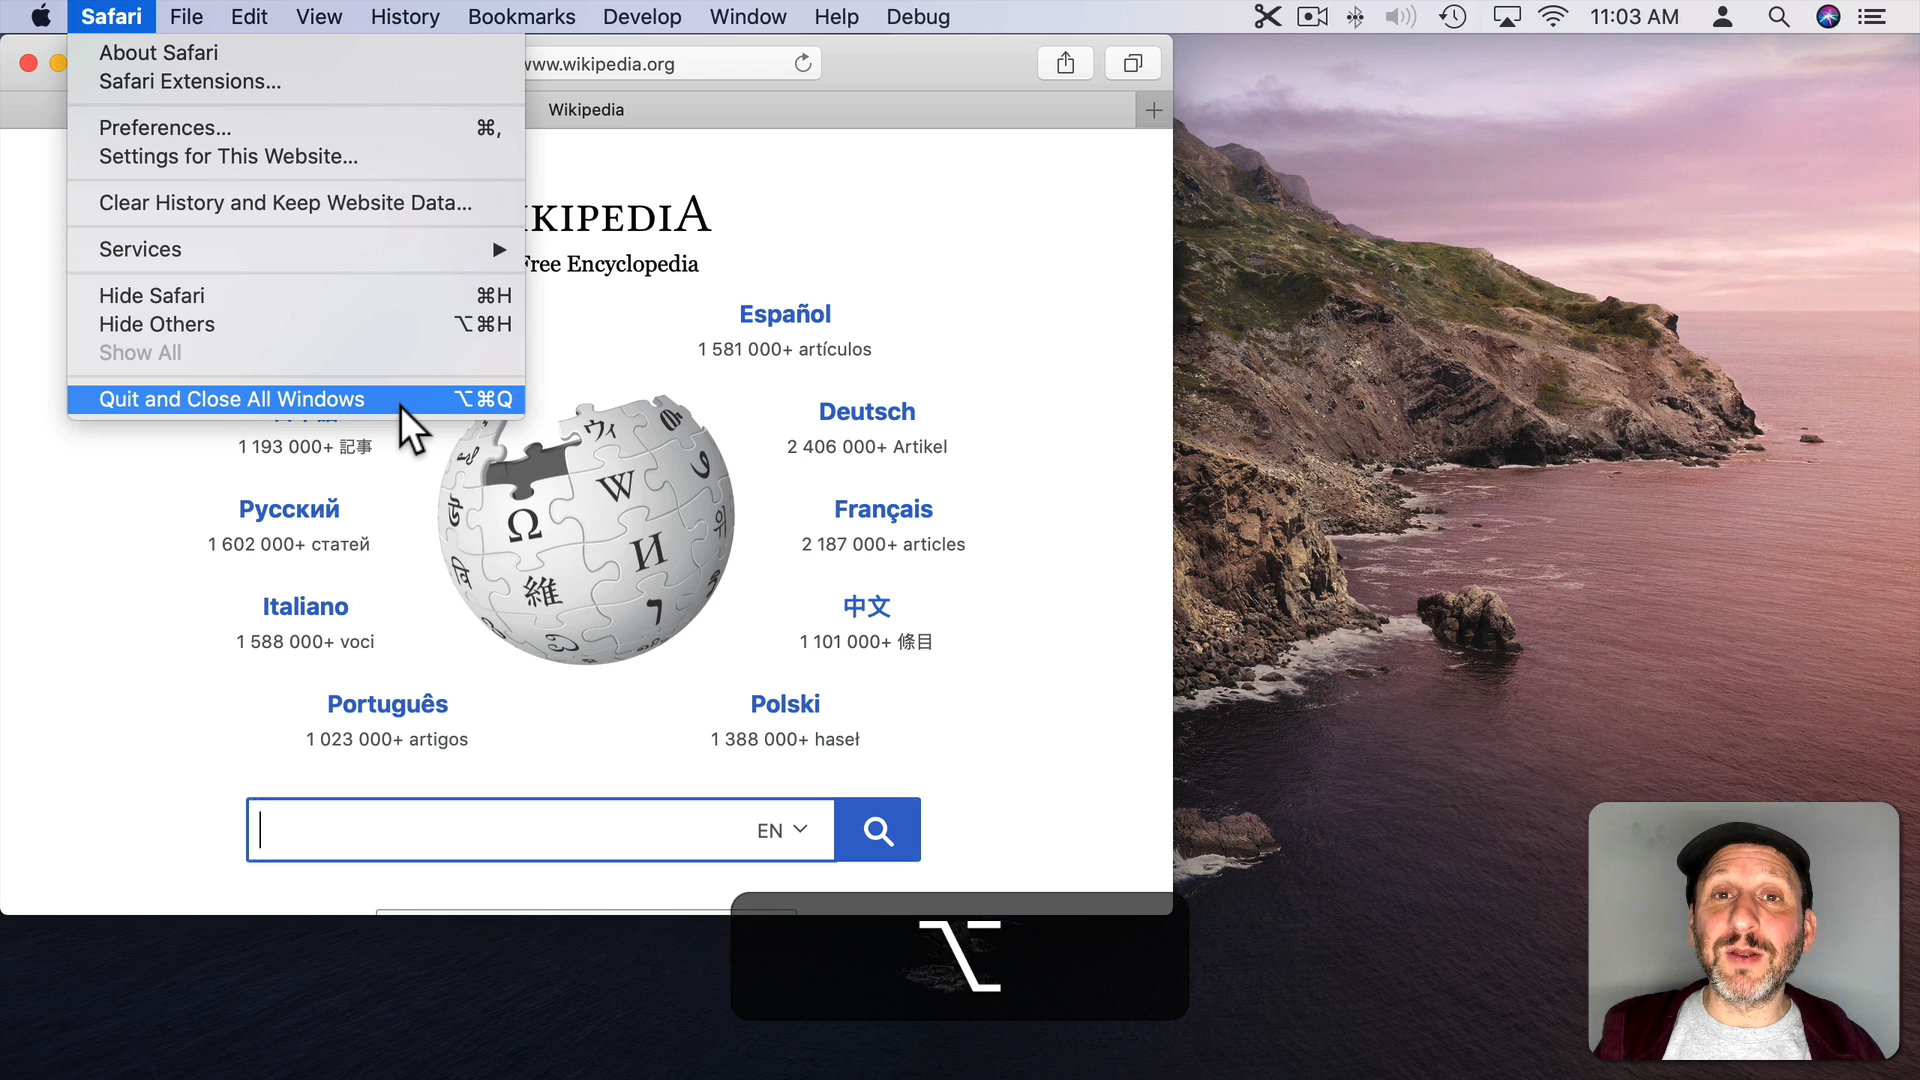 Safari File Edit View History Bookmarks Develop Window Help Debug 11:03 AM
About Safari
Safari Extensions...
Preferences... ⌘,
Settings for This Website...
Clear History and Keep Website Data...
Services ▶
Hide Safari ⌘H
Hide Others ⌥⌘H
Show All
Quit and Close All Windows ⌥⌘Q
www.wikipedia.org
Wikipedia
IKIPEDIA
Free Encyclopedia
Español
1 581 000+ artículos
Deutsch
2 406 000+ Artikel
1 193 000+ 記事
Русский
1 602 000+ статей
Français
2 187 000+ articles
Italiano
1 588 000+ voci
中文
1 101 000+ 條目
Português
1 023 000+ artigos
Polski
1 388 000+ haseł
Ω
W
И
維
EN
⌥